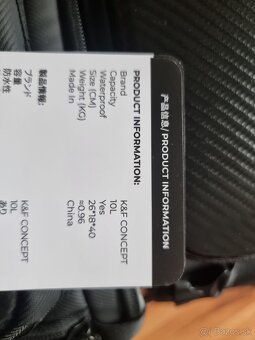 产品信息/ PRODUCT INFORMATION
PRODUCT INFORMATION:
Brand K&F CONCEPT
Capacity 10L
Waterproof Yes
Size (CM) 26*18*40
Weight (KG) ≈0.96
Made In China
製品情報:
ブランド K&F CONCEPT
容量 10L
防水性 あり